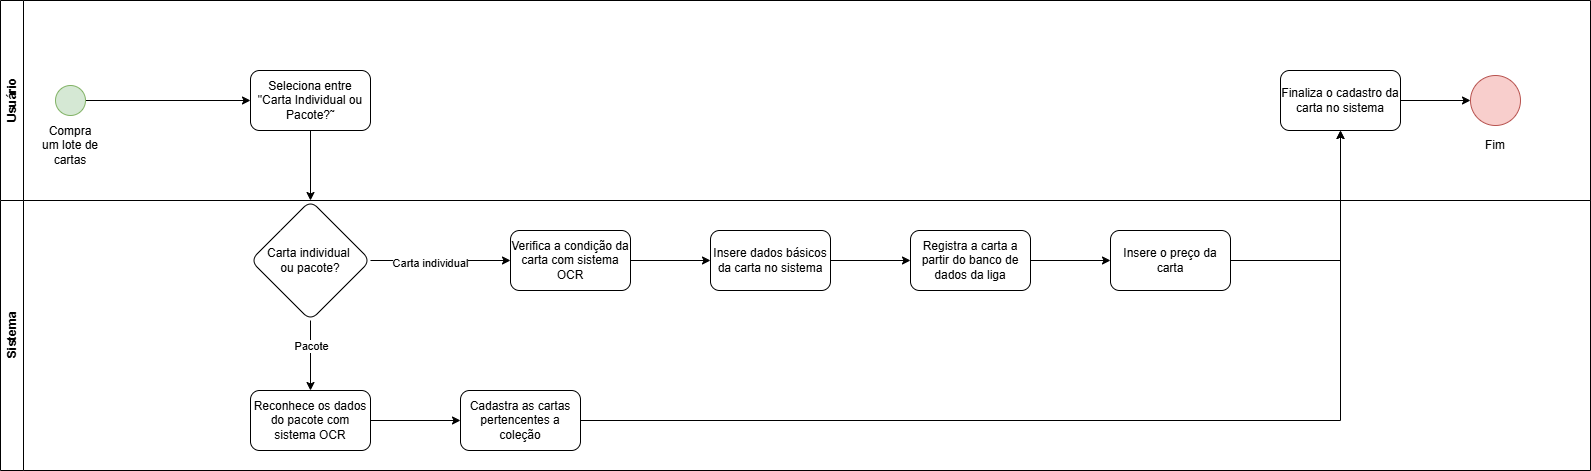 Usuário
Compra
um lote de
cartas
Seleciona entre
"Carta Individual ou
Pacote?~
Finaliza o cadastro da
carta no sistema
Fim
Sistema
Carta individual
ou pacote?
Carta individual
Verifica a condição da
carta com sistema
OCR
Insere dados básicos
da carta no sistema
Registra a carta a
partir do banco de
dados da liga
Insere o preço da
carta
Pacote
Reconhece os dados
do pacote com
sistema OCR
Cadastra as cartas
pertencentes a
coleção